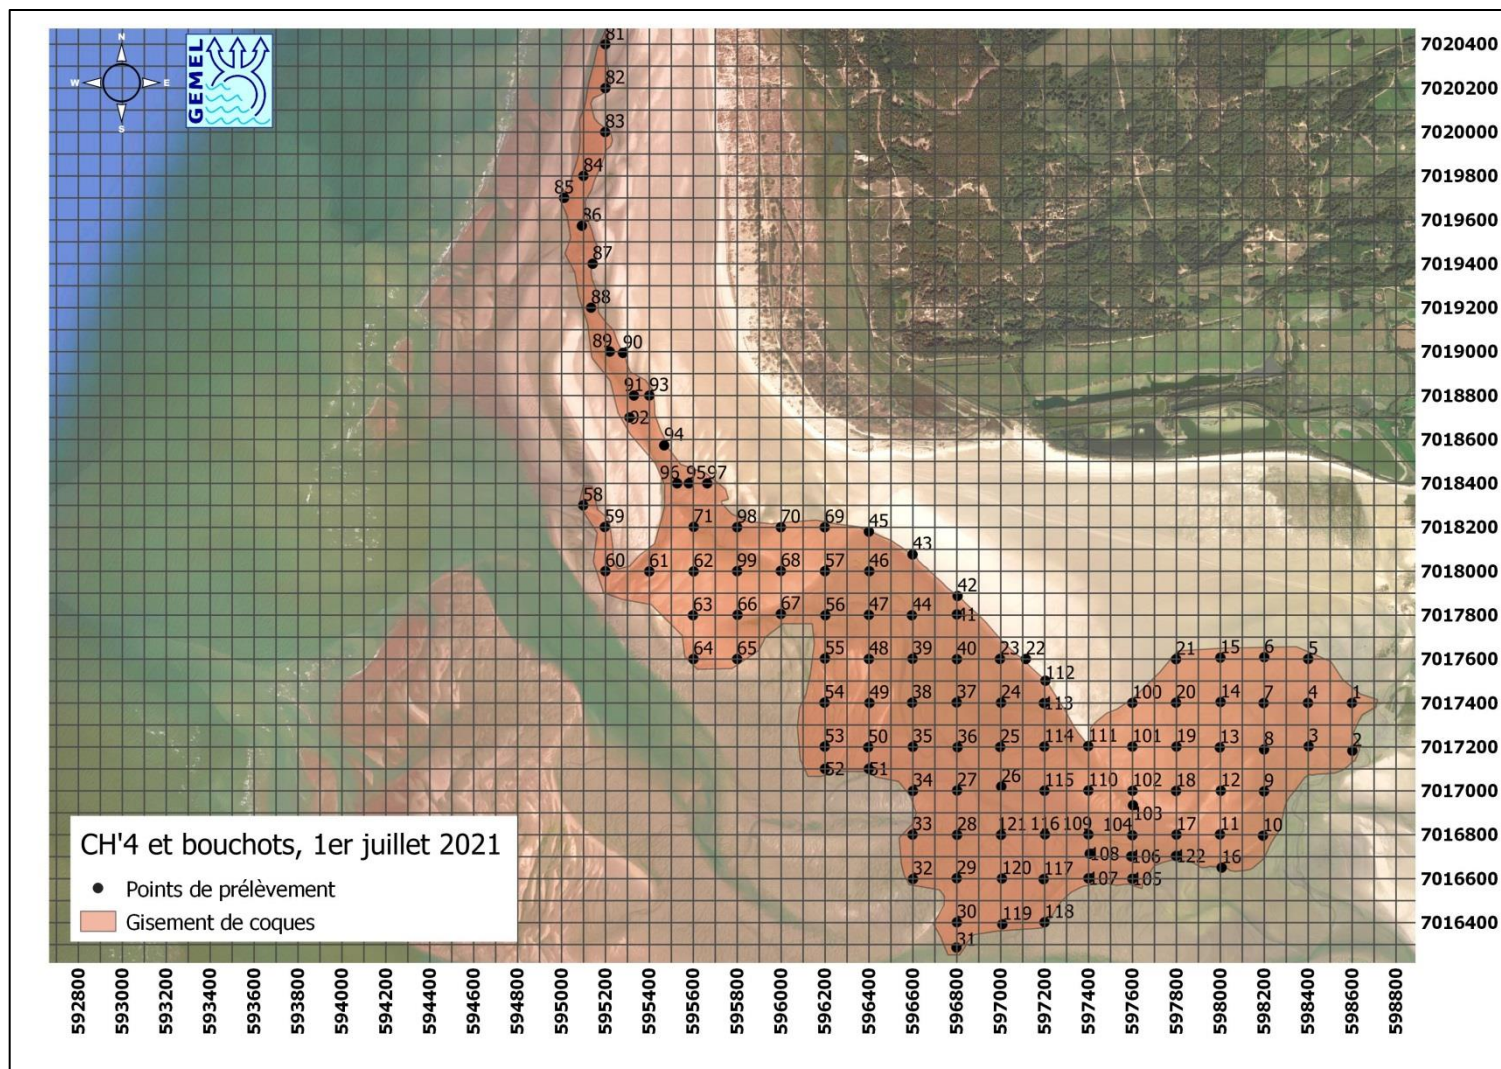 N
W E
S
GEMEL
81
7020400
82
7020200
83
7020000
84
7019800
85
86
7019600
87
7019400
88
7019200
89 90
7019000
91 93
7018800
92
94
7018600
96 95 97
7018400
58
59 71 98 70 69 45
7018200
43
60 61 62 99 68 57 46
7018000
42
63 66 67 56 47 44 41
7017800
64 65 55 48 39 40 23 22 21 15 6 5
7017600
112
54 49 38 37 24 113 100 20 14 7 4 1
7017400
53 50 35 36 25 114 111 101 19 13 8 3 2
7017200
52 51
34 27 26 115 110 102 18 12 9
7017000
103
33 28 121 116 109 104 17 11 10
7016800
108 106 122 16
32 29 120 117 107 105
7016600
30 119 118
7016400
31
CH'4 et bouchots, 1er juillet 2021
Points de prélèvement
Gisement de coques
592800 593000 593200 593400 593600 593800 594000 594200 594400 594600 594800 595000 595200 595400 595600 595800 596000 596200 596400 596600 596800 597000 597200 597400 597600 597800 598000 598200 598400 598600 598800